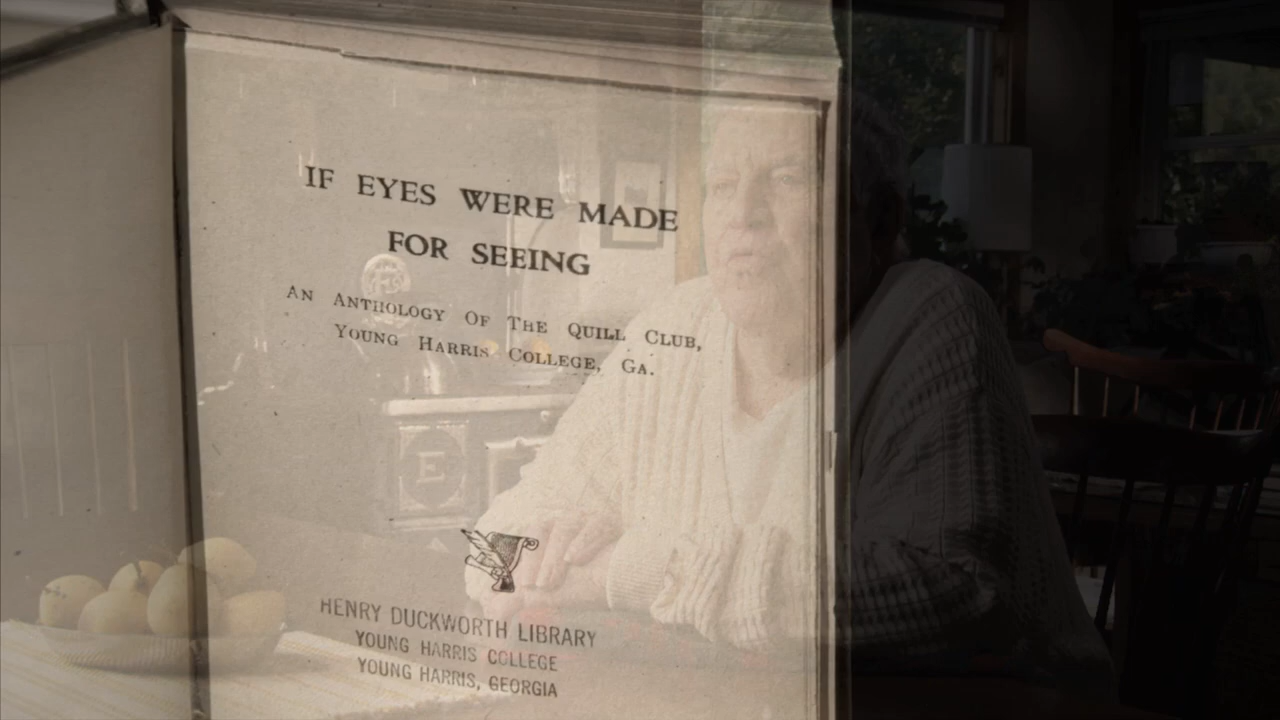 IF EYES WERE MADE
FOR SEEING
AN ANTHOLOGY OF THE QUILL CLUB,
YOUNG HARRIS COLLEGE, GA.
E
HENRY DUCKWORTH LIBRARY
YOUNG HARRIS COLLEGE
YOUNG HARRIS, GEORGIA